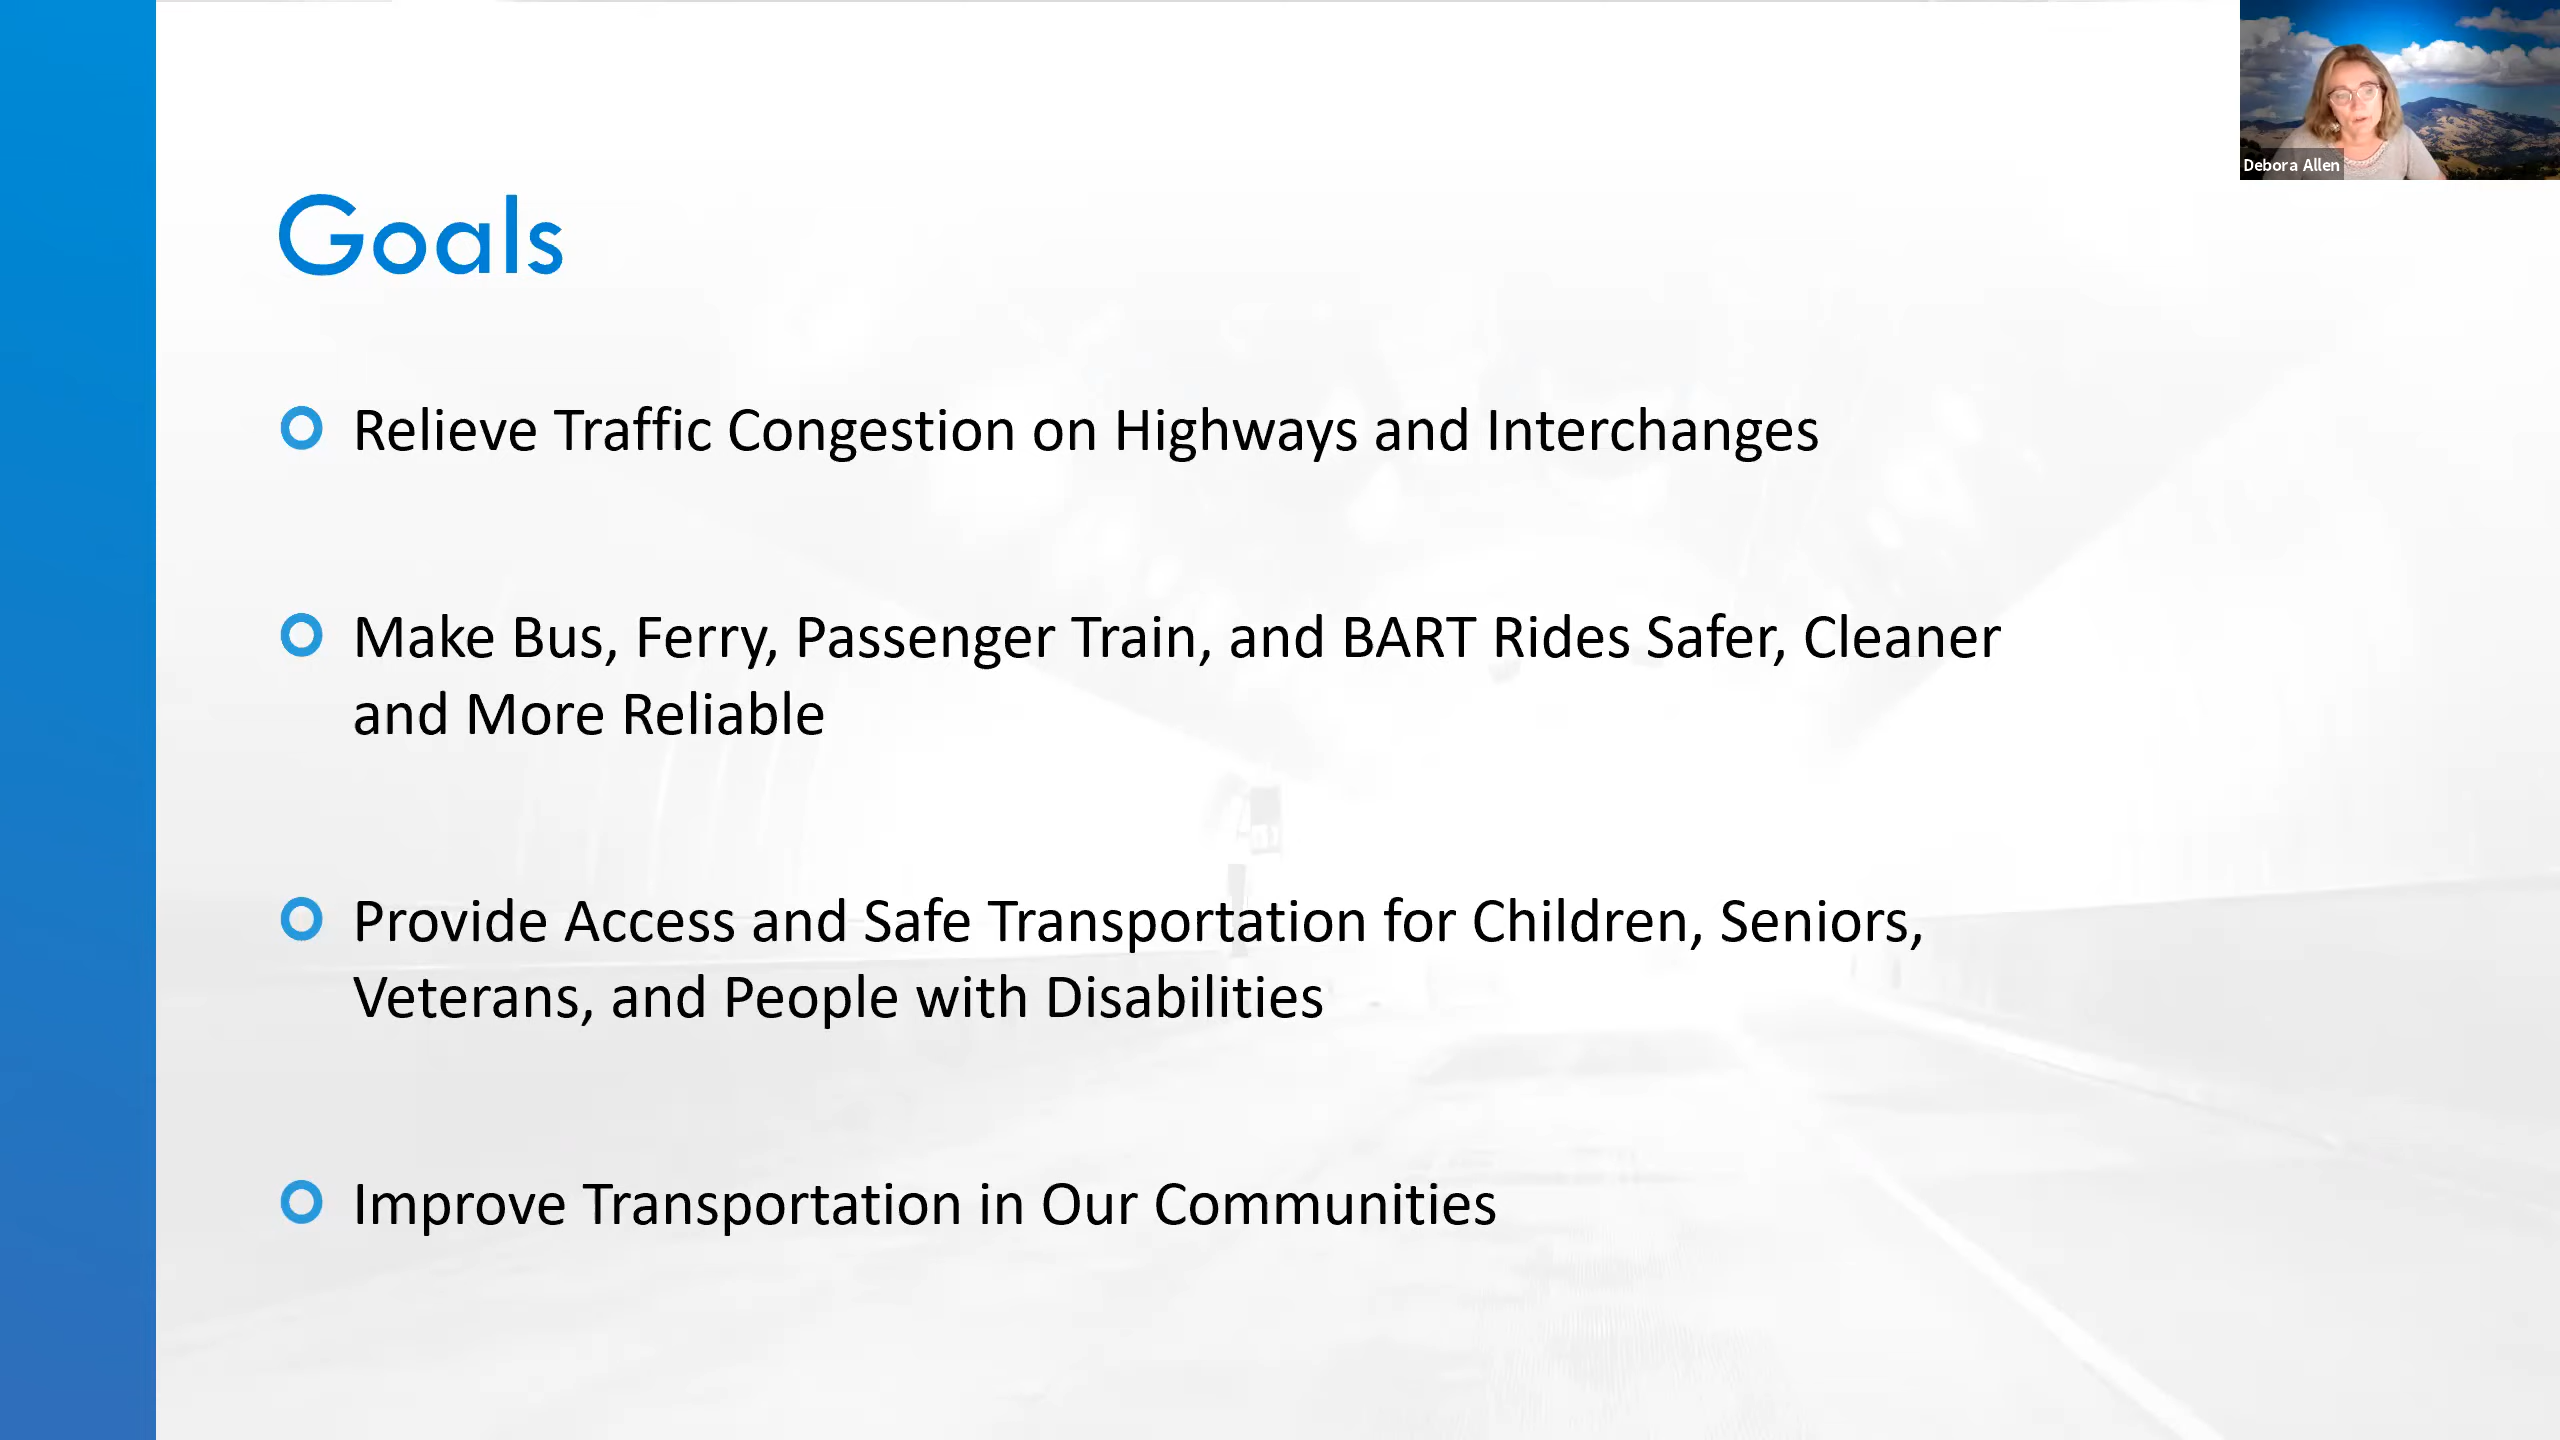 Debora Allen
Goals
Relieve Traffic Congestion on Highways and Interchanges
Make Bus, Ferry, Passenger Train, and BART Rides Safer, Cleaner
and More Reliable
Provide Access and Safe Transportation for Children, Seniors,
Veterans, and People with Disabilities
Improve Transportation in Our Communities